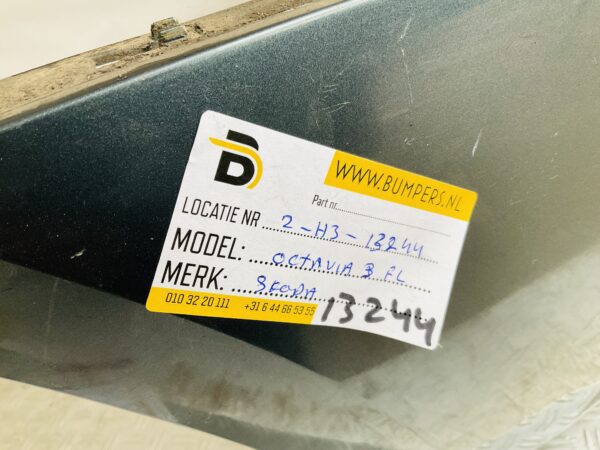 B
WWW.BUMPERS.NL
Part nr.
LOCATIE NR 2-H3-13244
MODEL: OCTAVIA 3 FL
MERK: SKODA
010 32 20 111 +31 6 44 66 53 55
13244